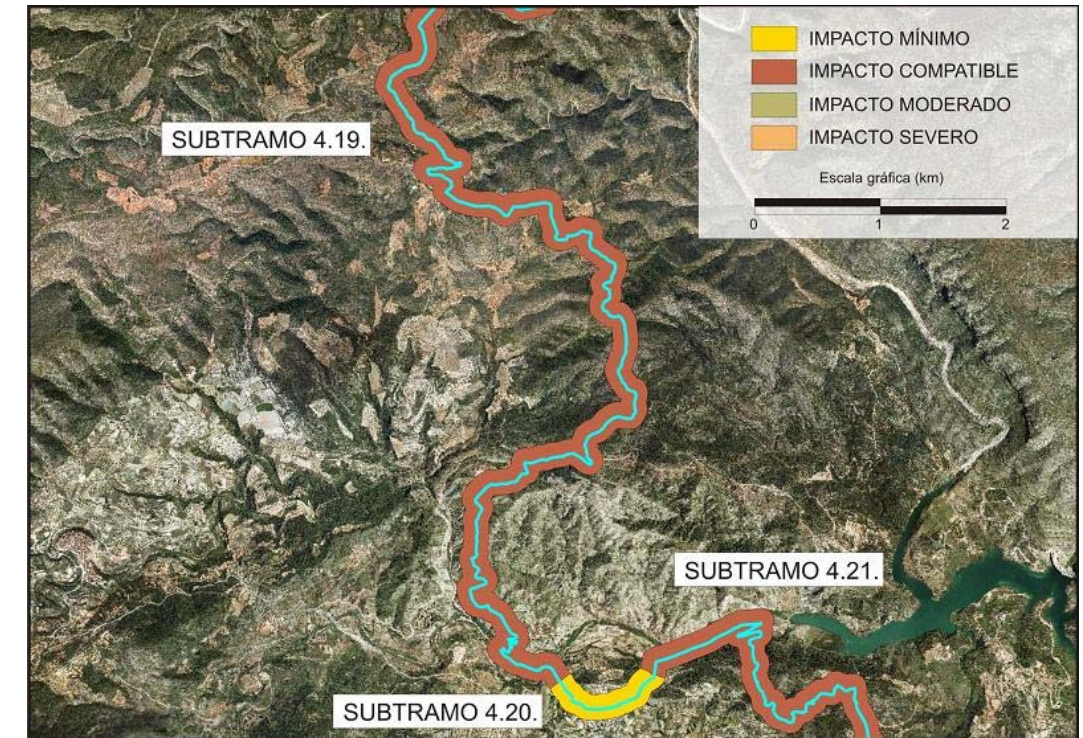 IMPACTO MÍNIMO
IMPACTO COMPATIBLE
IMPACTO MODERADO
IMPACTO SEVERO
Escala gráfica (km)
0 1 2
SUBTRAMO 4.19.
SUBTRAMO 4.21.
SUBTRAMO 4.20.